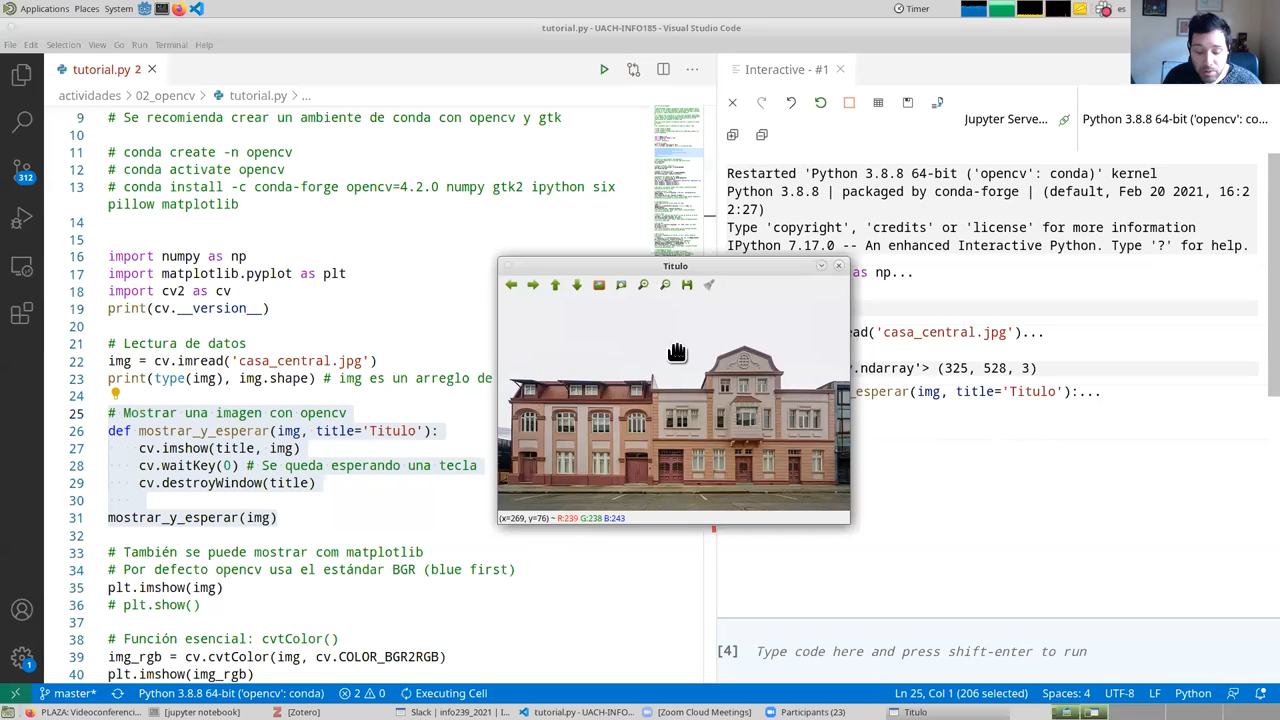 Applications Places System
Timer
es
tutorial.py - UACH-INFO185 - Visual Studio Code
File Edit Selection View Go Run Terminal Help
tutorial.py 2
Interactive - #1
actividades > 02_opencv > tutorial.py > ...
Jupyter Serve...
Python 3.8.8 64-bit ('opencv': co...
9 # Se recomienda crear un ambiente de conda con opencv y gtk
10
11 # conda create -n opencv
12 # conda activate opencv
13 # conda install -c conda-forge opencv=4.2.0 numpy gtk2 ipython six
pillow matplotlib
14
15
16 import numpy as np
17 import matplotlib.pyplot as plt
18 import cv2 as cv
19 print(cv.__version__)
20
21 # Lectura de datos
22 img = cv.imread('casa_central.jpg')
23 print(type(img), img.shape) # img es un arreglo de
24
25 # Mostrar una imagen con opencv
26 def mostrar_y_esperar(img, title='Titulo'):
27 cv.imshow(title, img)
28 cv.waitKey(0) # Se queda esperando una tecla
29 cv.destroyWindow(title)
30
31 mostrar_y_esperar(img)
32
33 # También se puede mostrar com matplotlib
34 # Por defecto opencv usa el estándar BGR (blue first)
35 plt.imshow(img)
36 # plt.show()
37
38 # Función esencial: cvtColor()
39 img_rgb = cv.cvtColor(img, cv.COLOR_BGR2RGB)
40 plt.imshow(img_rgb)
312
1
Restarted 'Python 3.8.8 64-bit ('opencv': conda)' kernel
Python 3.8.8 | packaged by conda-forge | (default, Feb 20 2021, 16:2
2:27)
Type 'copyright', 'credits' or 'license' for more information
IPython 7.17.0 -- An enhanced Interactive Python. Type '?' for help.
as np...
ead('casa_central.jpg')...
y.ndarray'> (325, 528, 3)
esperar(img, title='Titulo'):...
Titulo
(x=269, y=76) ~ R:239 G:238 B:243
[4] Type code here and press shift-enter to run
master* Python 3.8.8 64-bit ('opencv': conda) 2 0 Executing Cell
Ln 25, Col 1 (206 selected) Spaces: 4 UTF-8 LF Python
PLAZA: Videoconferenci... [jupyter notebook] [Zotero] Slack | info239_2021 | I... tutorial.py - UACH-INFO... [Zoom Cloud Meetings] Participants (23) Titulo